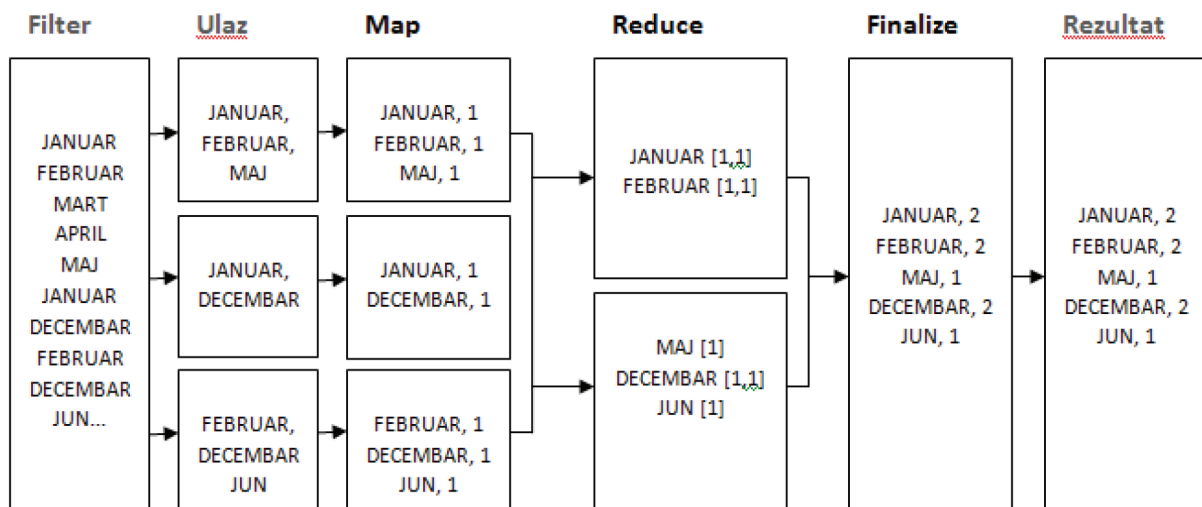 Filter
Ulaz
Map
Reduce
Finalize
Rezultat
JANUAR
FEBRUAR
MART
APRIL
MAJ
JANUAR
DECEMBAR
FEBRUAR
DECEMBAR
JUN...
JANUAR,
FEBRUAR,
MAJ
JANUAR,
DECEMBAR
FEBRUAR,
DECEMBAR
JUN
JANUAR, 1
FEBRUAR, 1
MAJ, 1
JANUAR, 1
DECEMBAR, 1
FEBRUAR, 1
DECEMBAR, 1
JUN, 1
JANUAR [1,1]
FEBRUAR [1,1]
MAJ [1]
DECEMBAR [1,1]
JUN [1]
JANUAR, 2
FEBRUAR, 2
MAJ, 1
DECEMBAR, 2
JUN, 1
JANUAR, 2
FEBRUAR, 2
MAJ, 1
DECEMBAR, 2
JUN, 1